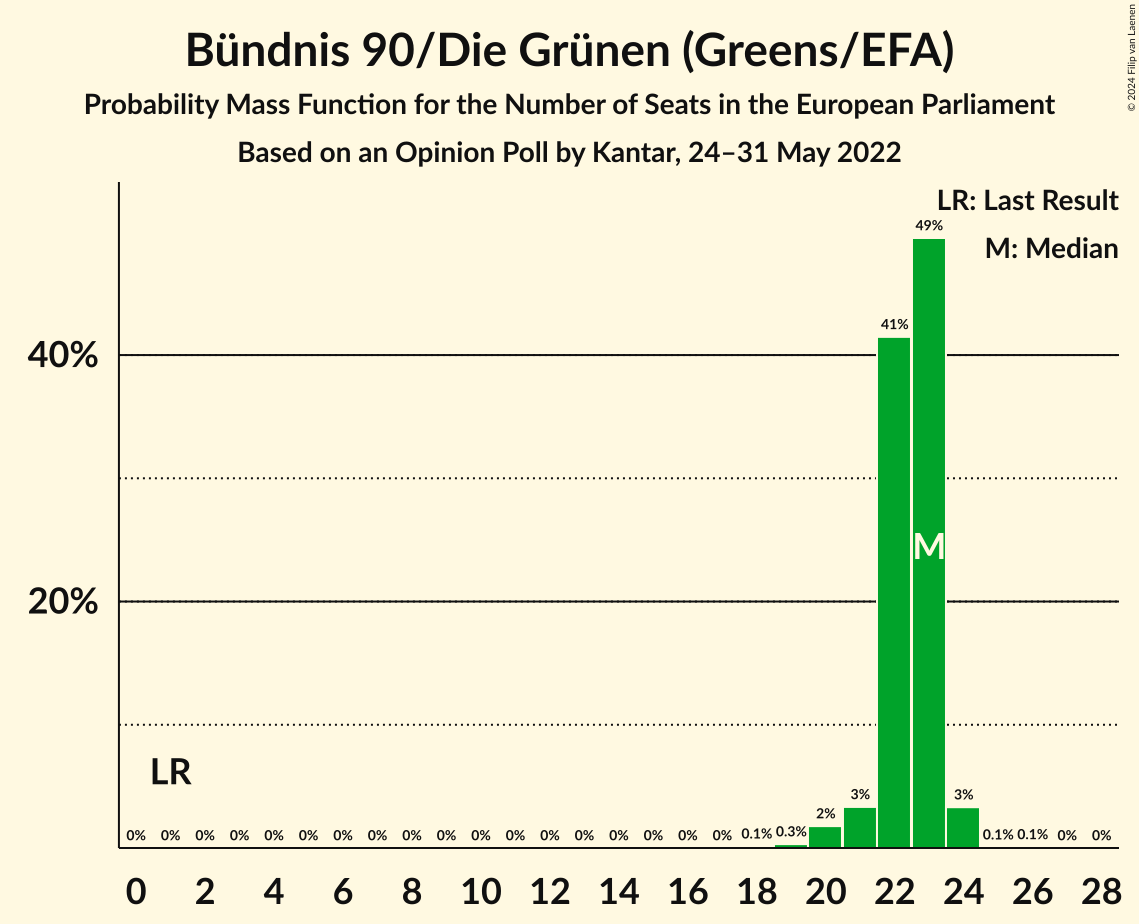 Bündnis 90/Die Grünen (Greens/EFA)
Probability Mass Function for the Number of Seats in the European Parliament
Based on an Opinion Poll by Kantar, 24–31 May 2022
© 2024 Filip van Laenen
LR: Last Result
M: Median
49%
41%
40%
M
20%
LR
0% 0% 0% 0% 0% 0% 0% 0% 0% 0% 0% 0% 0% 0% 0% 0% 0% 0% 0.1% 0.3% 2% 3% 3% 0.1% 0.1% 0% 0%
0 2 4 6 8 10 12 14 16 18 20 22 24 26 28